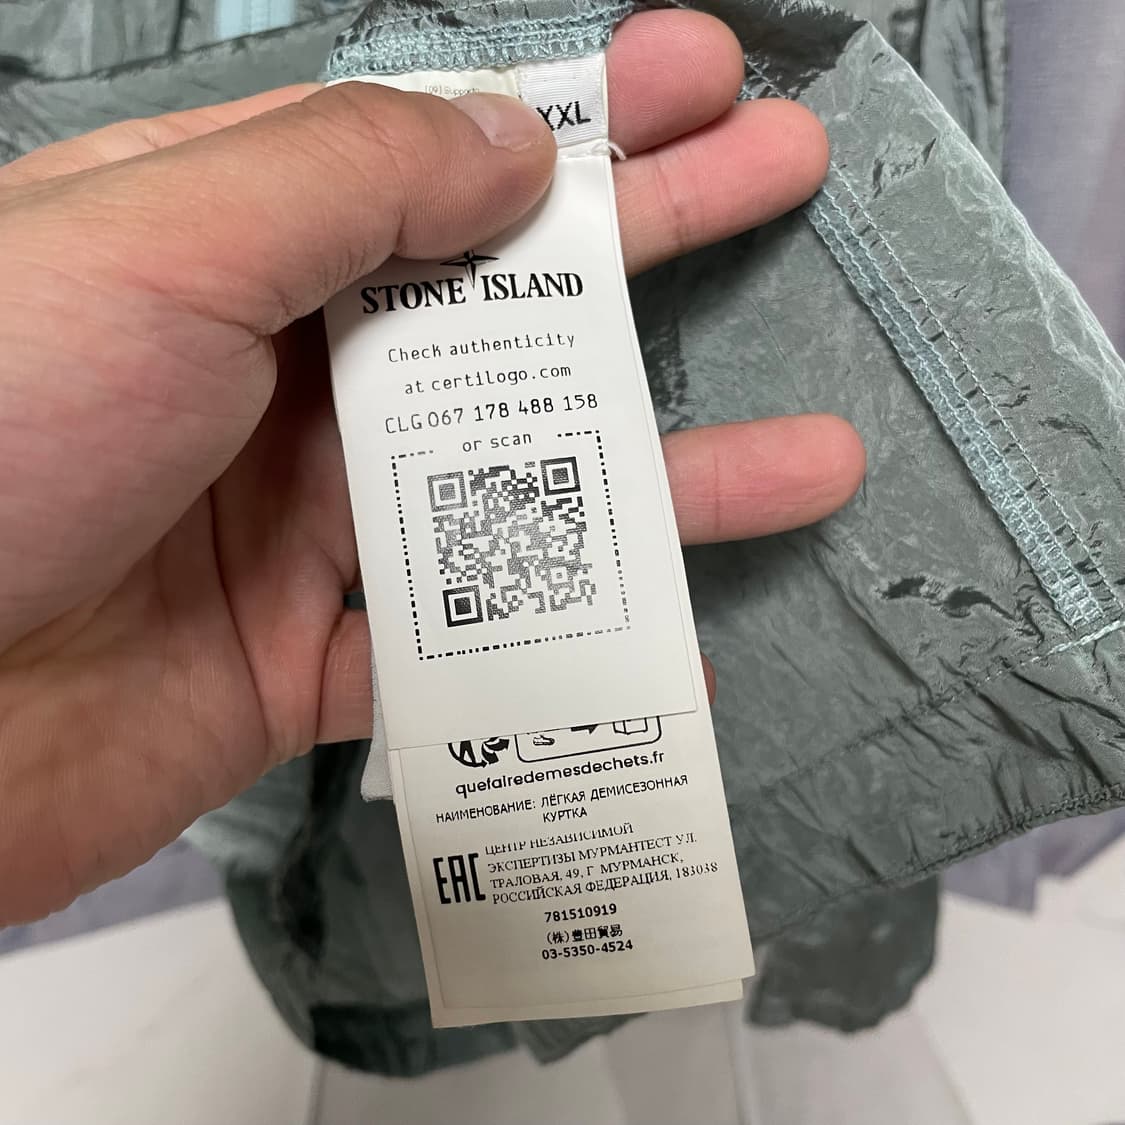 [09] Supporto
XXL
STONE ISLAND
Check authenticity
at certilogo.com
CLG 067 178 488 158
or scan
quefairedemesdechets.fr
НАИМЕНОВАНИЕ: ЛЁГКАЯ ДЕМИСЕЗОННАЯ
КУРТКА
ЦЕНТР НЕЗАВИСИМОЙ
EAC ЭКСПЕРТИЗЫ МУРМАНТЕСТ УЛ.
ТРАЛОВАЯ, 49, Г МУРМАНСК,
РОССИЙСКАЯ ФЕДЕРАЦИЯ, 183038
781510919
(株)豊田貿易
03-5350-4524